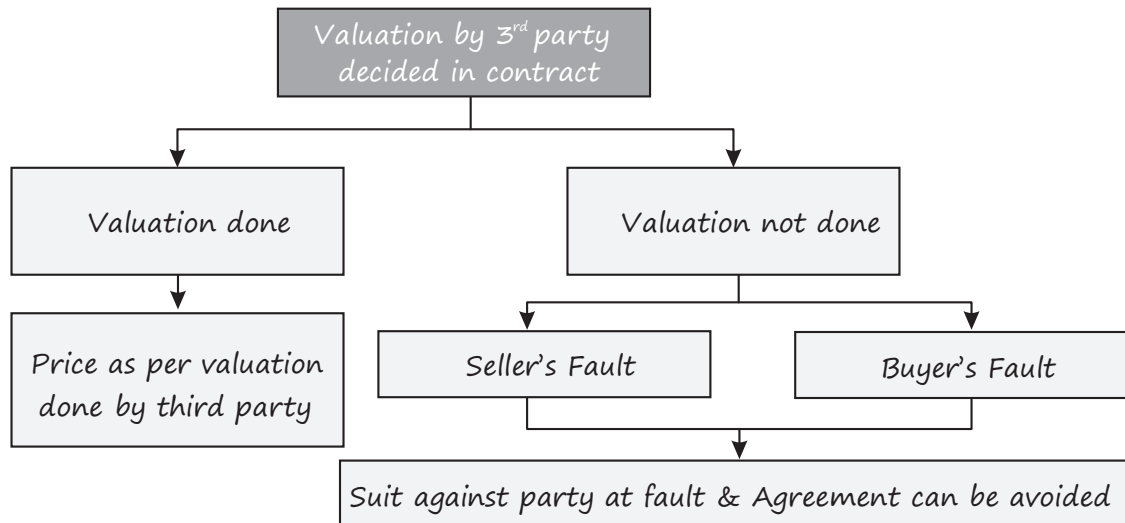 Valuation by 3rd party
decided in contract
Valuation done
Valuation not done
Price as per valuation
done by third party
Seller's Fault
Buyer's Fault
Suit against party at fault & Agreement can be avoided